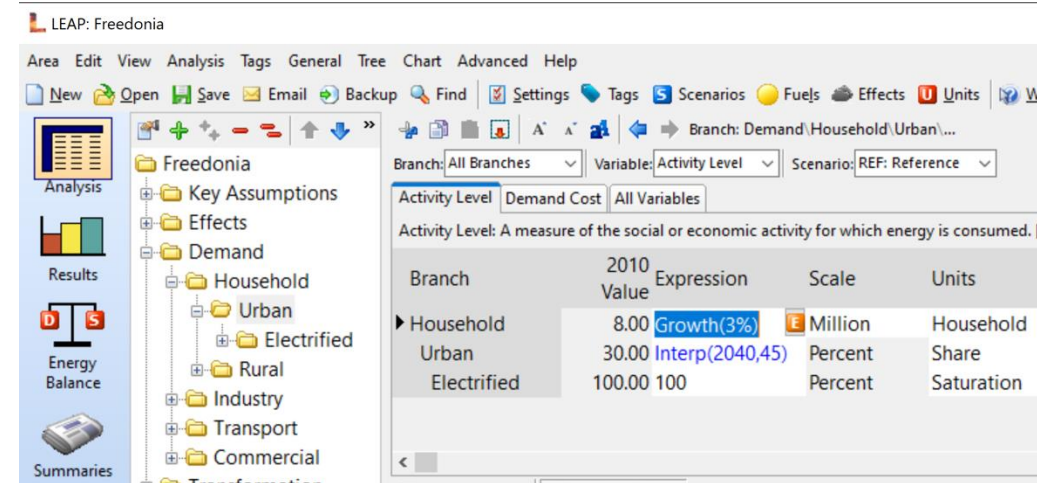 LEAP: Freedonia
Area Edit View Analysis Tags General Tree Chart Advanced Help
New Open Save Email Backup Find Settings Tags Scenarios Fuels Effects Units W
» A A Branch: Demand\Household\Urban\...
Analysis
Results
Energy
Balance
Summaries
Freedonia
Key Assumptions
Effects
Demand
Household
Urban
Electrified
Rural
Industry
Transport
Commercial
Branch: All Branches Variable: Activity Level Scenario: REF: Reference
Activity Level Demand Cost All Variables
Activity Level: A measure of the social or economic activity for which energy is consumed.
Branch 2010 Value Expression Scale Units
Household 8.00 Growth(3%) E Million Household
Urban 30.00 Interp(2040,45) Percent Share
Electrified 100.00 100 Percent Saturation